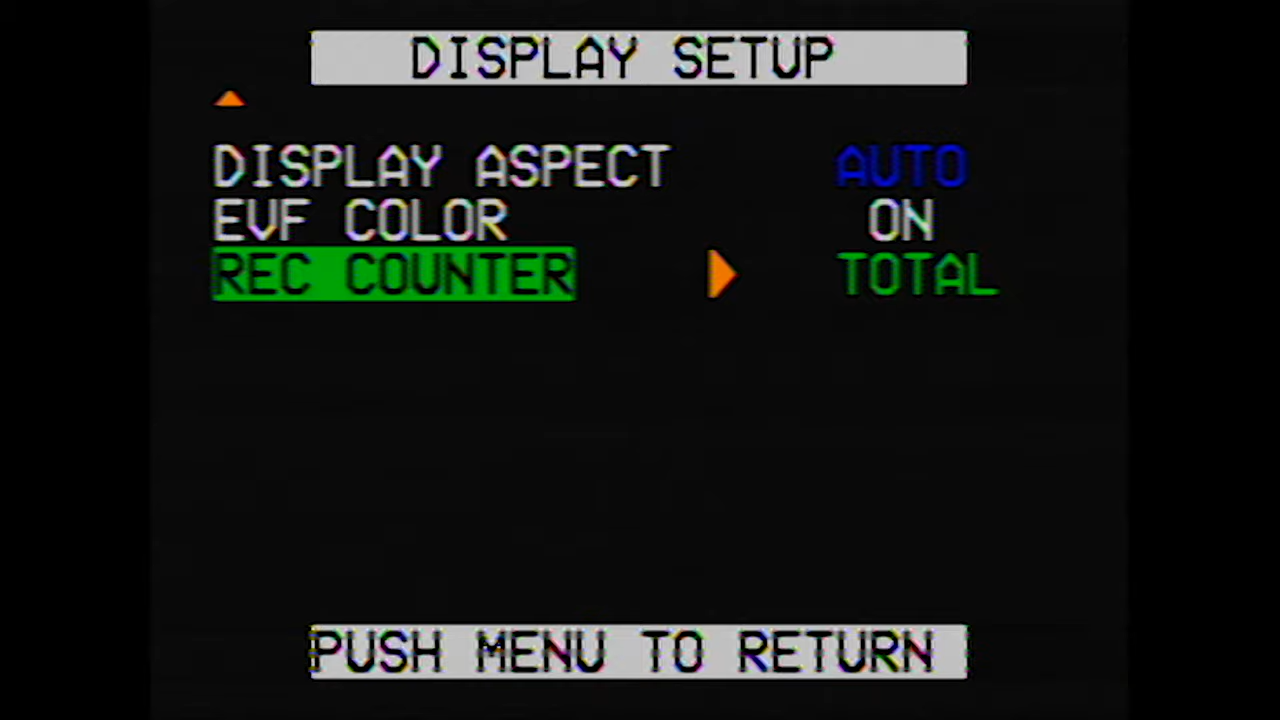 DISPLAY SETUP
DISPLAY ASPECT AUTO
EVF COLOR ON
REC COUNTER TOTAL
PUSH MENU TO RETURN